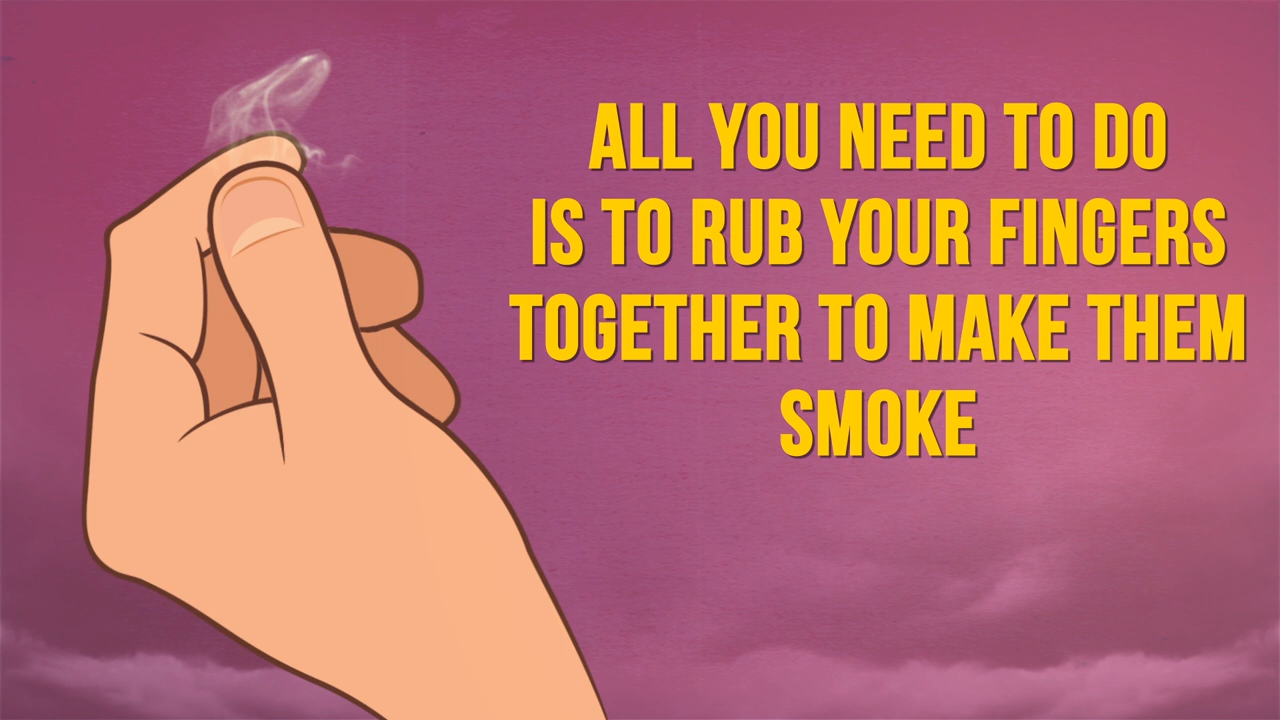 ALL YOU NEED TO DO
IS TO RUB YOUR FINGERS
TOGETHER TO MAKE THEM
SMOKE